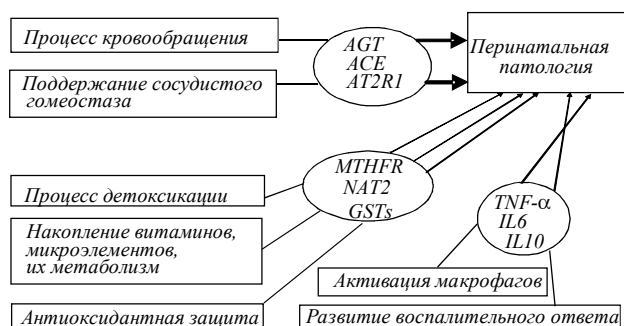 Процесс кровообращения
Поддержание сосудистого
гомеостаза
AGT
ACE
AT2R1
Перинатальная
патология
Процесс детоксикации
Накопление витаминов,
микроэлементов,
их метаболизм
Антиоксидантная защита
MTHFR
NAT2
GSTs
TNF-α
IL6
IL10
Активация макрофагов
Развитие воспалительного ответа